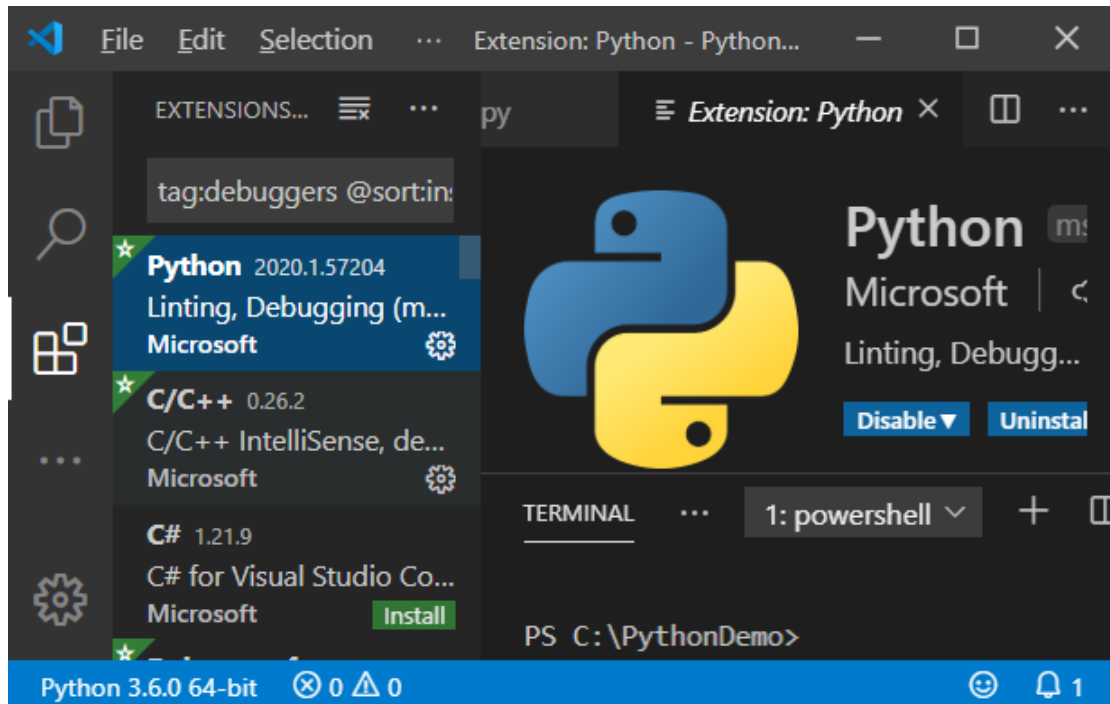 File Edit Selection ··· Extension: Python - Python...
EXTENSIONS... ···
tag:debuggers @sort:in
Python 2020.1.57204
Linting, Debugging (m...
Microsoft
C/C++ 0.26.2
C/C++ IntelliSense, de...
Microsoft
C# 1.21.9
C# for Visual Studio Co...
Microsoft Install
py Extension: Python ···
Python
Microsoft
Linting, Debugg...
Disable Uninstal
TERMINAL ··· 1: powershell
PS C:\PythonDemo>
Python 3.6.0 64-bit 0 0 1